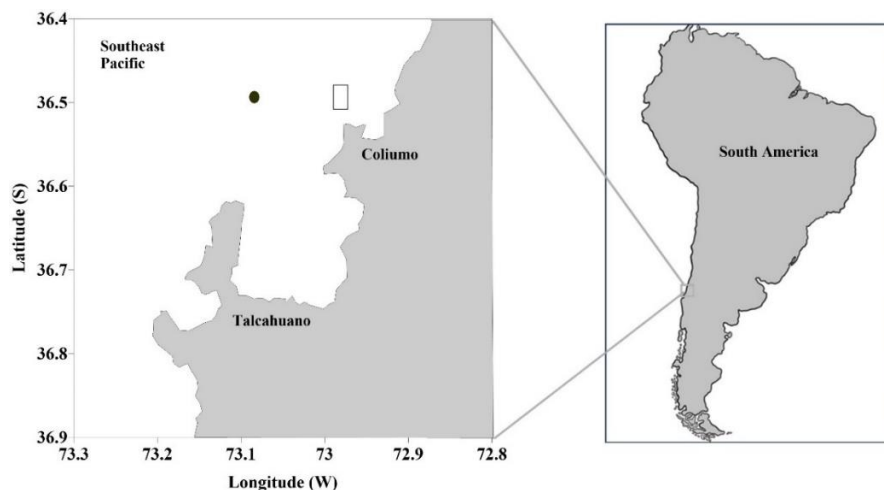 36.4
Southeast
Pacific
36.5
Coliumo
South America
36.6
Latitude (S)
36.7
Talcahuano
36.8
36.9
73.3
73.2
73.1
73
72.9
72.8
Longitude (W)